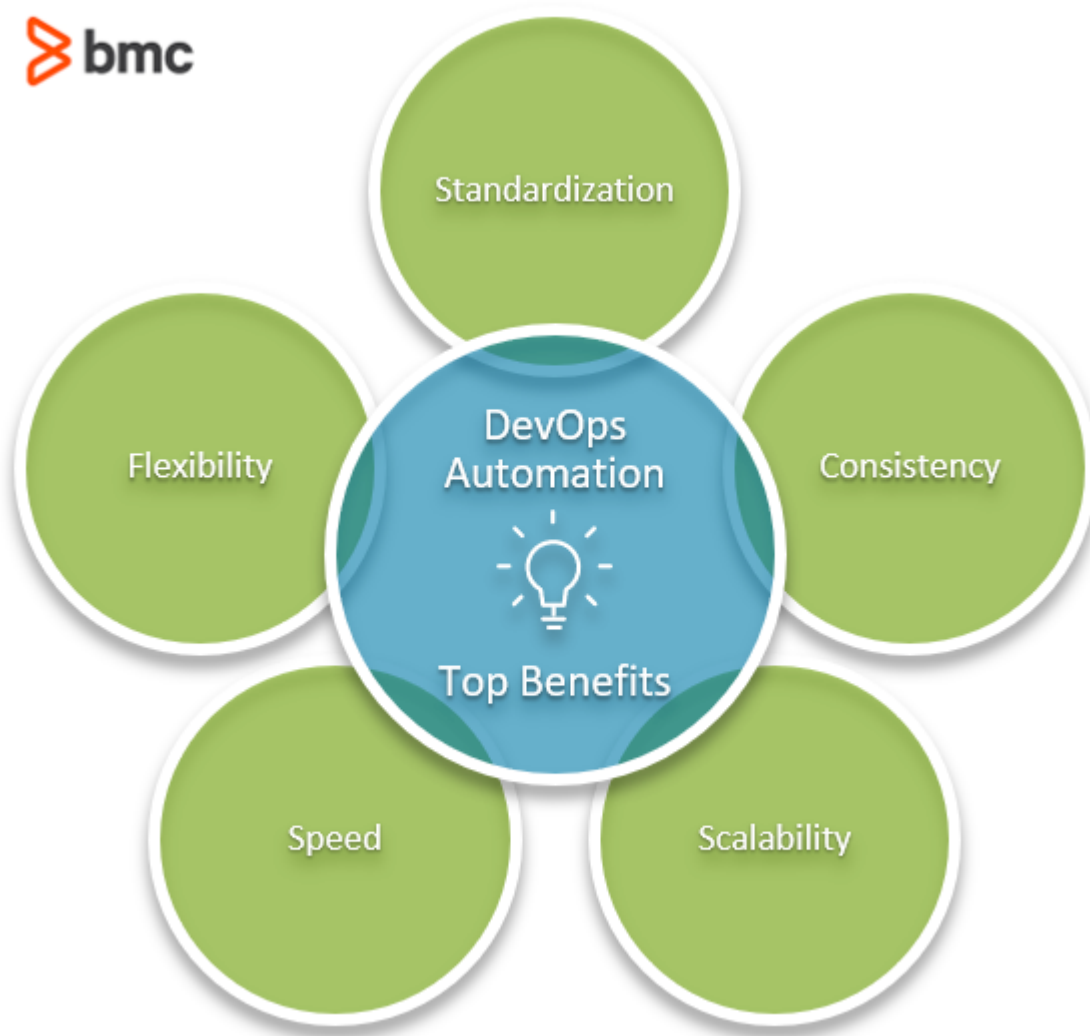 bmc
Standardization
Flexibility
DevOps
Automation
Top Benefits
Consistency
Speed
Scalability